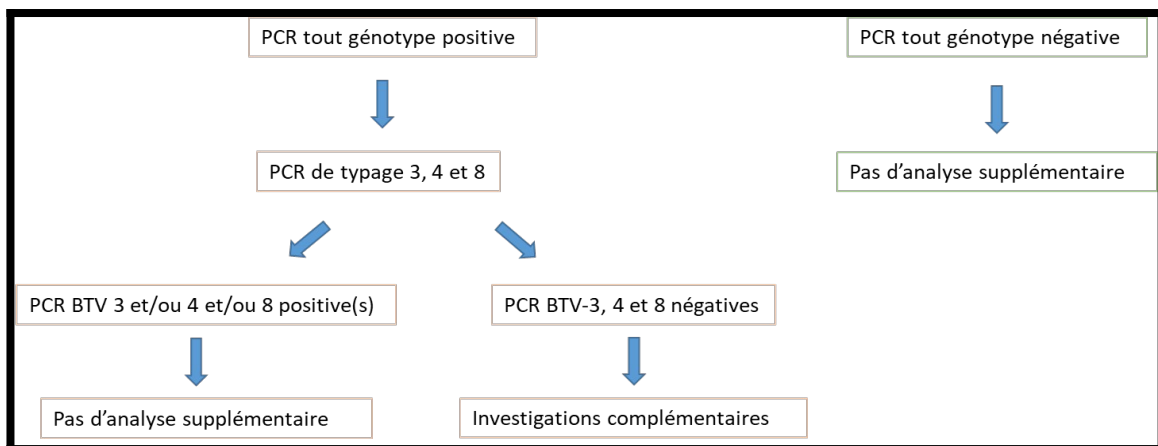 PCR tout génotype positive
PCR tout génotype négative
PCR de typage 3, 4 et 8
Pas d’analyse supplémentaire
PCR BTV 3 et/ou 4 et/ou 8 positive(s)
PCR BTV-3, 4 et 8 négatives
Pas d’analyse supplémentaire
Investigations complémentaires